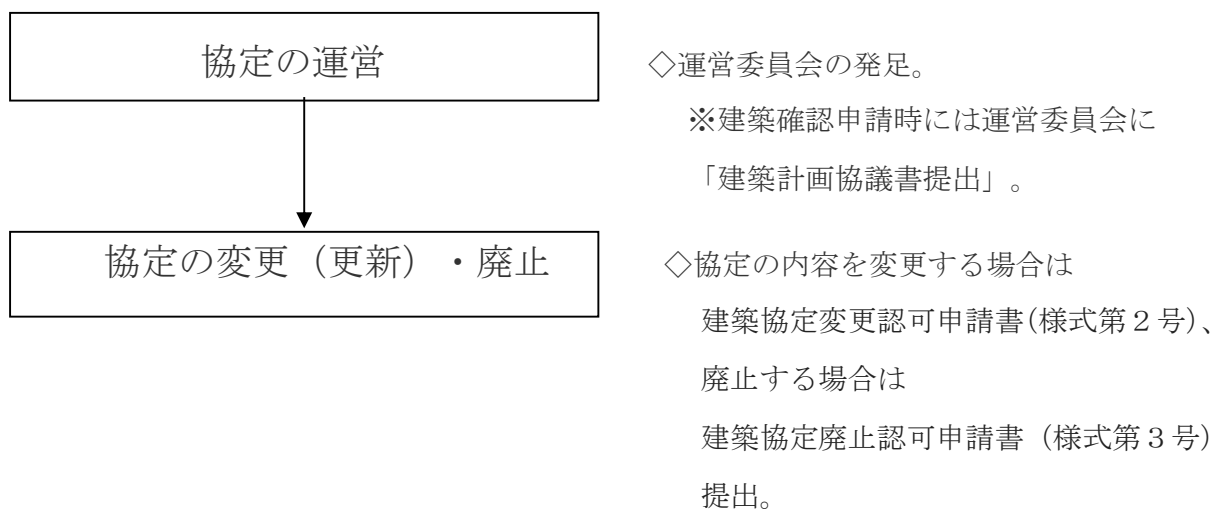 協定の運営
◇運営委員会の発足。
※建築確認申請時には運営委員会に
「建築計画協議書提出」。
協定の変更（更新）・廃止
◇協定の内容を変更する場合は
建築協定変更認可申請書(様式第２号)、
廃止する場合は
建築協定廃止認可申請書（様式第３号）
提出。